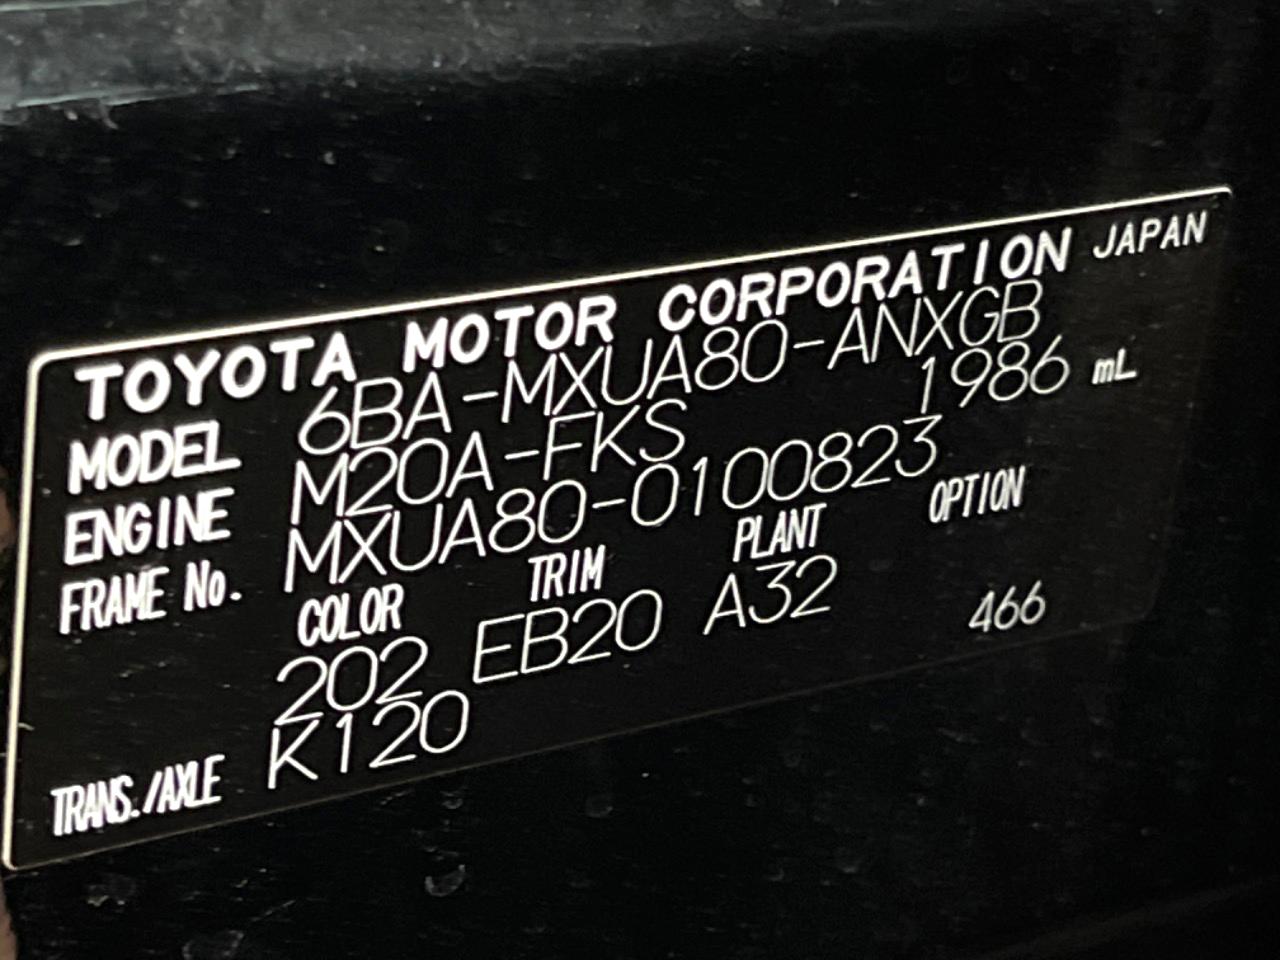 TOYOTA MOTOR CORPORATION JAPAN
MODEL 6BA-MXUA80-ANXGB
ENGINE M20A-FKS 1986 mL
FRAME No. MXUA80-0100823
COLOR TRIM PLANT OPTION
202 EB20 A32 466
TRANS./AXLE K120